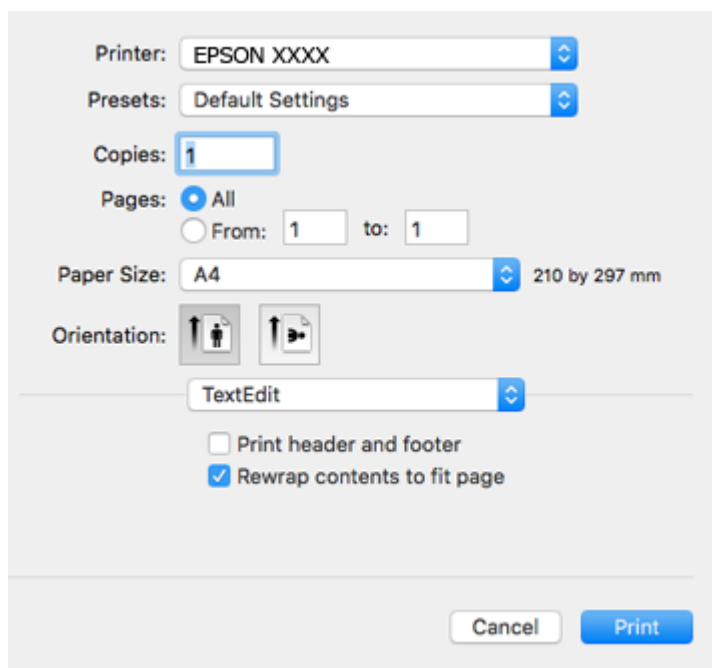 Printer: EPSON XXXX
Presets: Default Settings
Copies: 1
Pages: All
From: 1 to: 1
Paper Size: A4 210 by 297 mm
Orientation:
TextEdit
Print header and footer
Rewrap contents to fit page
Cancel Print